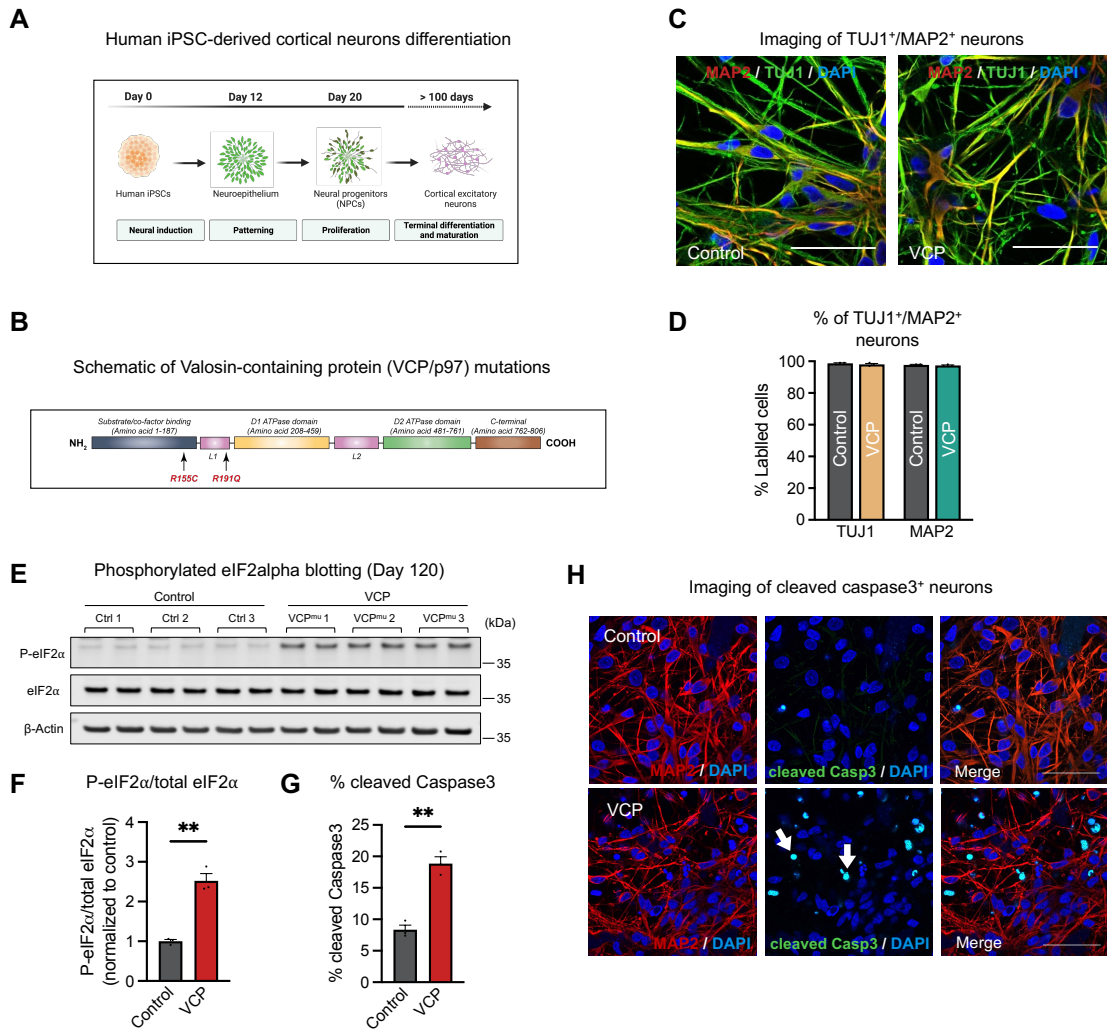 A
Human iPSC-derived cortical neurons differentiation
Day 0 Day 12 Day 20 > 100 days
Human iPSCs Neuroepithelium Neural progenitors (NPCs) Cortical excitatory neurons
Neural induction Patterning Proliferation Terminal differentiation and maturation
B
Schematic of Valosin-containing protein (VCP/p97) mutations
Substrate/co-factor binding D1 ATPase domain D2 ATPase domain C-terminal
(Amino acid 1-187) (Amino acid 208-459) (Amino acid 481-761) (Amino acid 762-806)
NH2 COOH
L1 L2
R155C R191Q
C
Imaging of TUJ1+/MAP2+ neurons
MAP2 / TUJ1 / DAPI MAP2 / TUJ1 / DAPI
Control VCP
D
% of TUJ1+/MAP2+
neurons
% Lablled cells
100
80
60
40
20
0
Control VCP Control VCP
TUJ1 MAP2
E
Phosphorylated eIF2alpha blotting (Day 120)
Control VCP
Ctrl 1 Ctrl 2 Ctrl 3 VCPmu 1 VCPmu 2 VCPmu 3 (kDa)
P-eIF2α 35
eIF2α 35
β-Actin 35
F
P-eIF2α/total eIF2α
P-eIF2α/total eIF2α
(normalized to control)
4
3
2
1
0
**
Control VCP
G
% cleaved Caspase3
% cleaved Caspase3
25
20
15
10
5
0
**
Control VCP
H
Imaging of cleaved caspase3+ neurons
Control
MAP2 / DAPI cleaved Casp3 / DAPI Merge
VCP
MAP2 / DAPI cleaved Casp3 / DAPI Merge